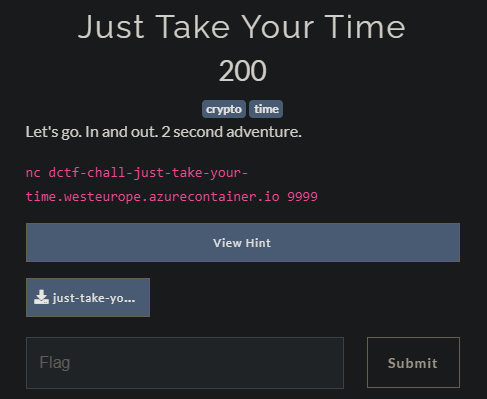 Just Take Your Time
200
crypto time
Let's go. In and out. 2 second adventure.
nc dctf-chall-just-take-your-
time.westeurope.azurecontainer.io 9999
View Hint
just-take-yo...
Flag
Submit